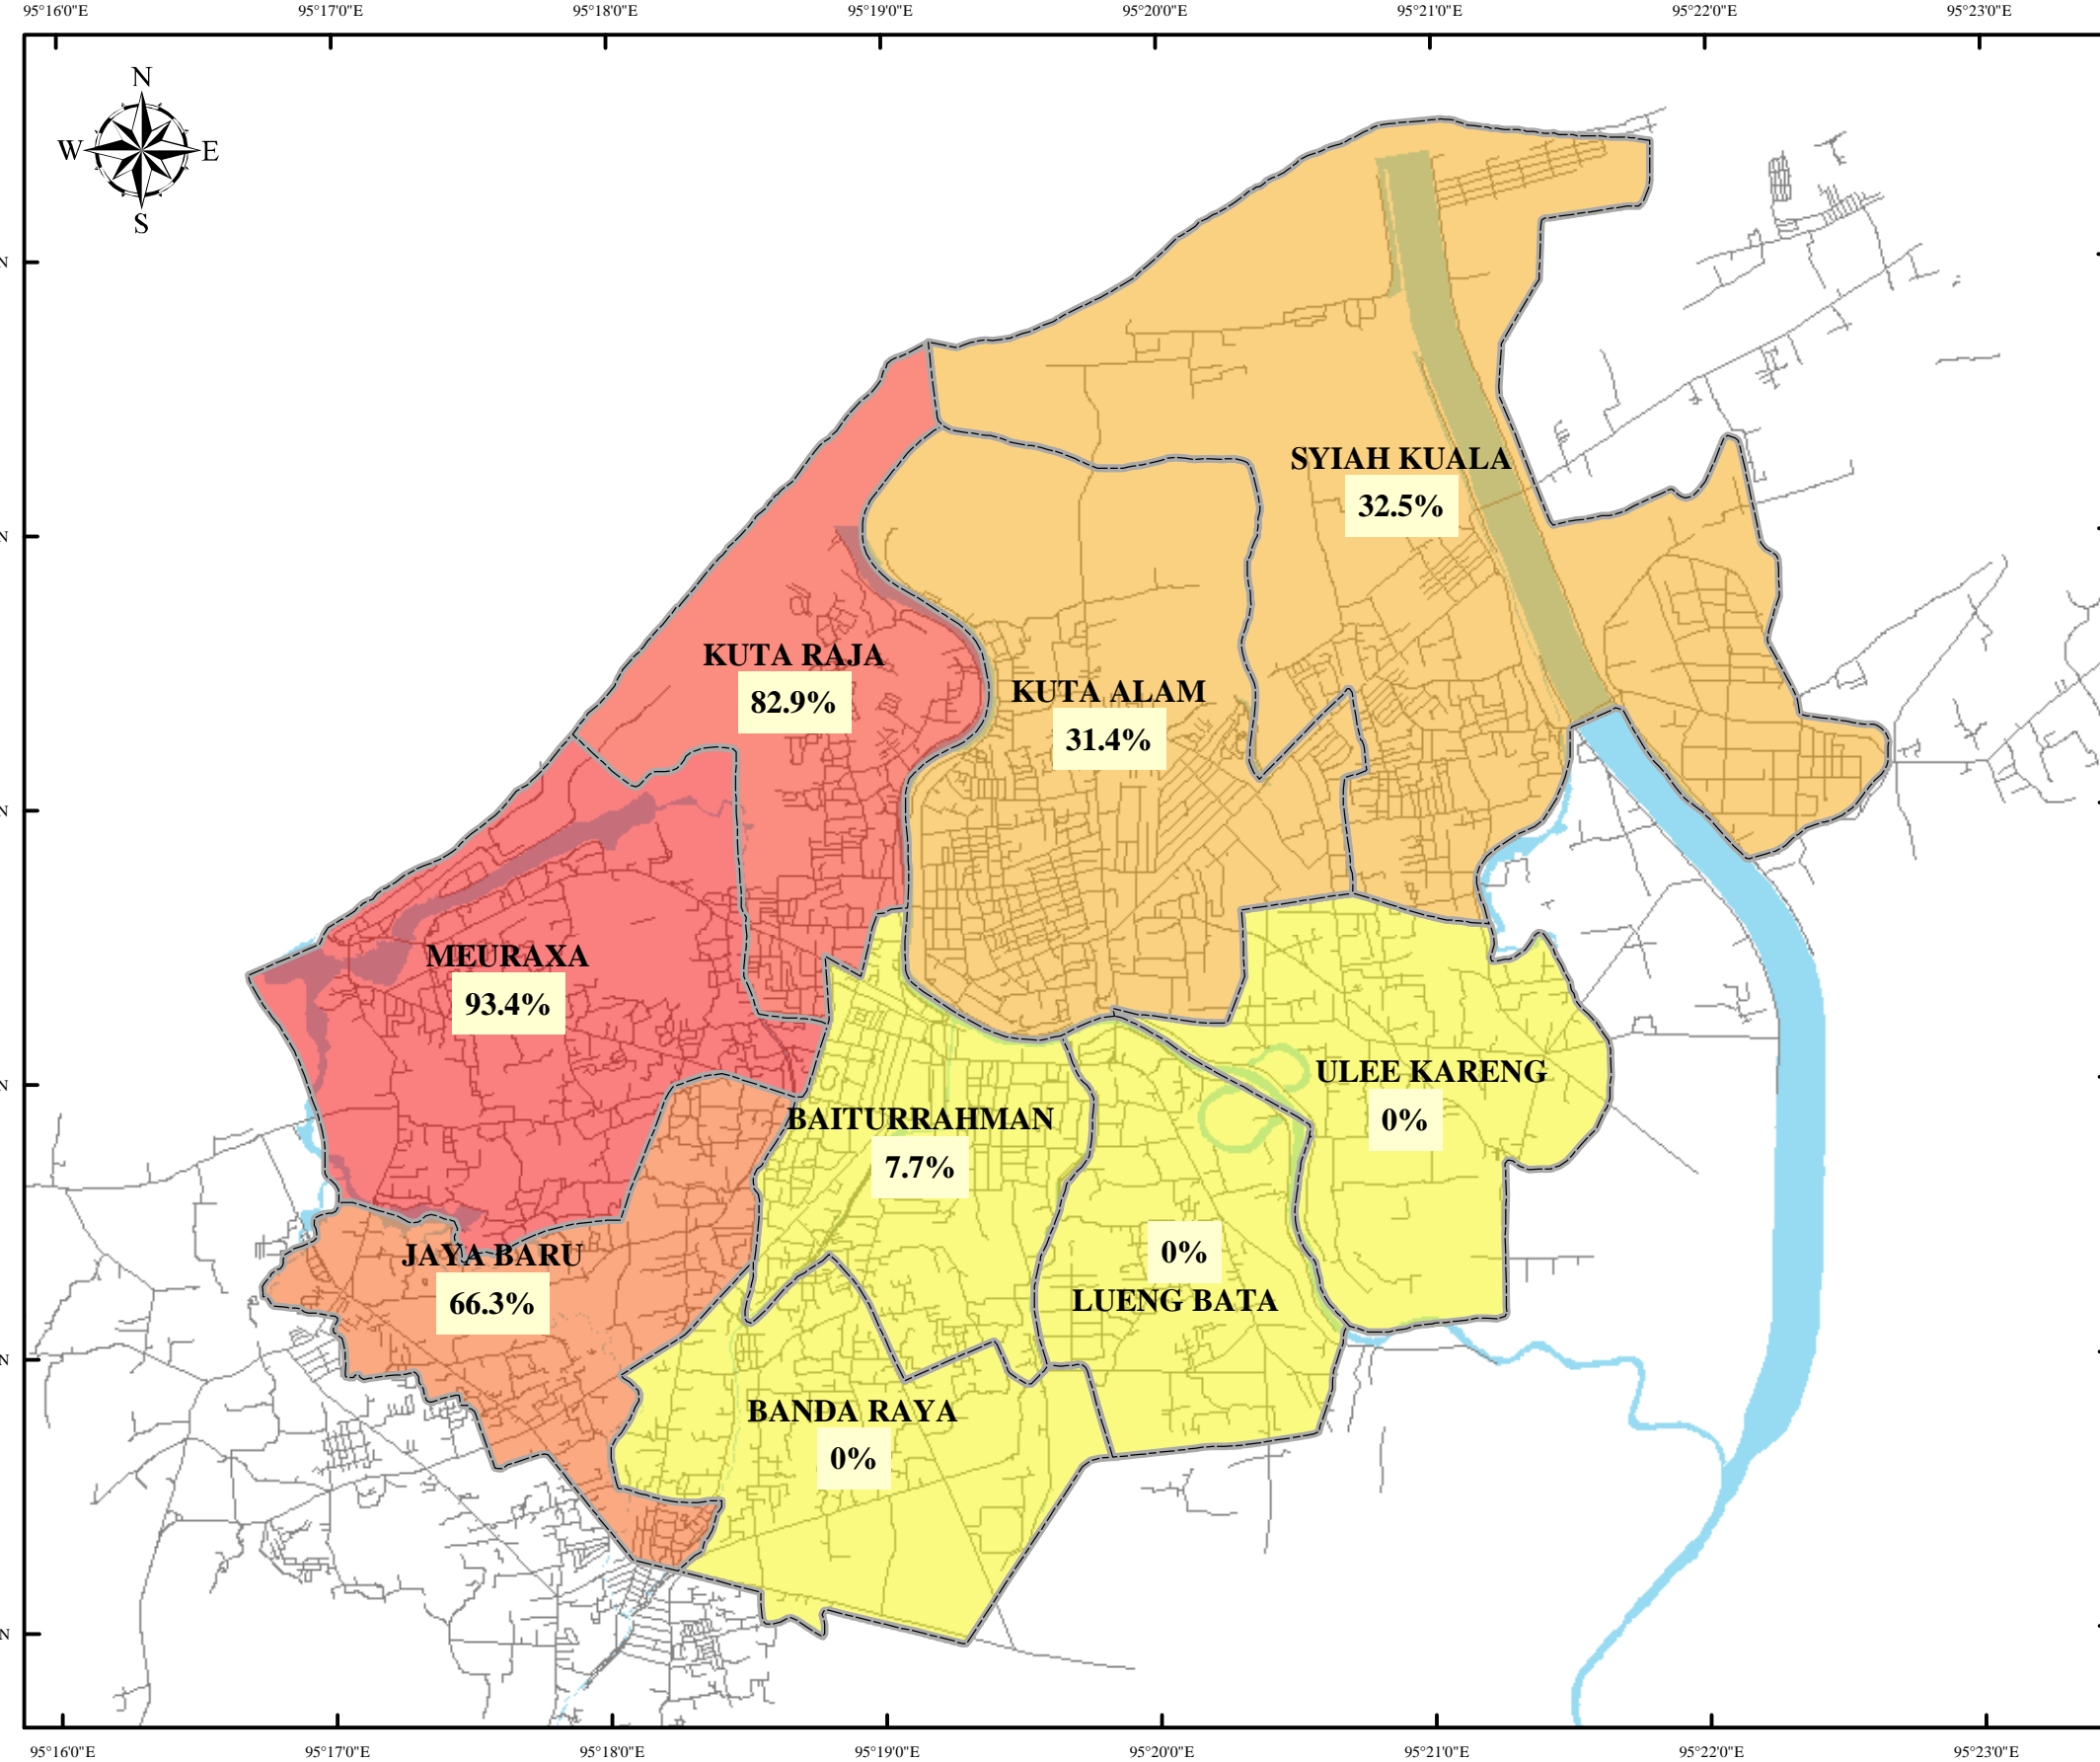 95°16'0"E 95°17'0"E 95°18'0"E 95°19'0"E 95°20'0"E 95°21'0"E 95°22'0"E 95°23'0"E
N
W E
S
N
SYIAH KUALA
32.5%
N
KUTA RAJA
82.9%
KUTA ALAM
31.4%
N
MEURAXA
93.4%
ULEE KARENG
0%
N
BAITURRAHMAN
7.7%
JAYA BARU
66.3%
0%
LUENG BATA
N
BANDA RAYA
0%
N
95°16'0"E 95°17'0"E 95°18'0"E 95°19'0"E 95°20'0"E 95°21'0"E 95°22'0"E 95°23'0"E